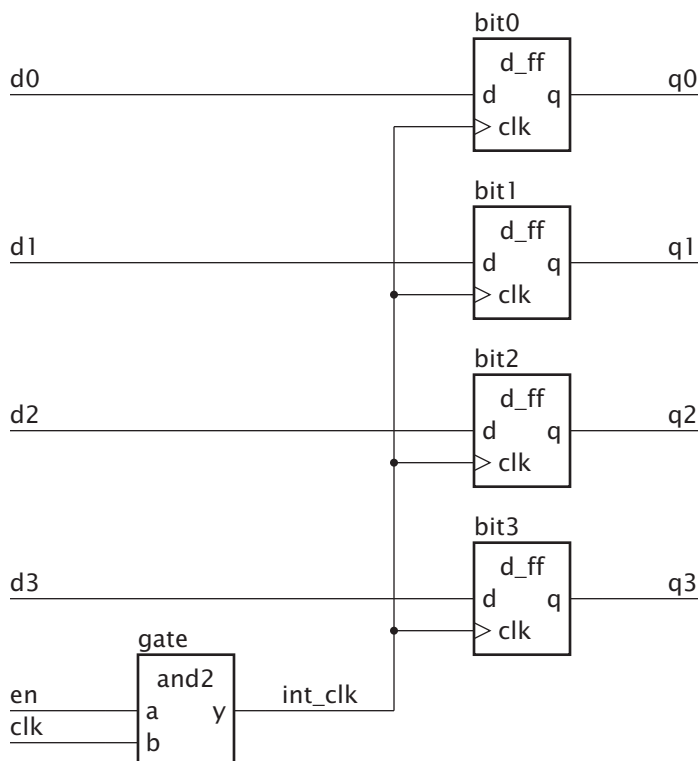 bit0
d_ff
d0
d q
q0
clk
bit1
d_ff
d1
d q
q1
clk
bit2
d_ff
d2
d q
q2
clk
bit3
d_ff
d3
d q
q3
clk
gate
and2
en
a y
int_clk
clk
b